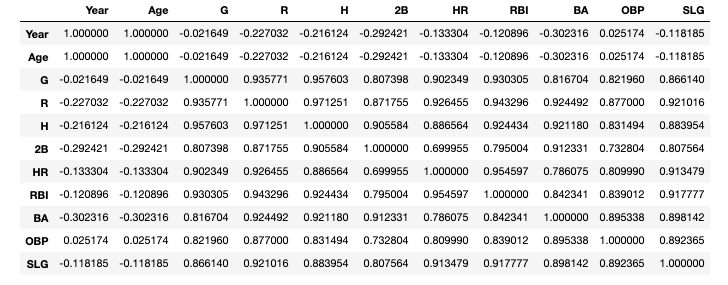 Year Age G R H 2B HR RBI BA OBP SLG
Year 1.000000 1.000000 -0.021649 -0.227032 -0.216124 -0.292421 -0.133304 -0.120896 -0.302316 0.025174 -0.118185
Age 1.000000 1.000000 -0.021649 -0.227032 -0.216124 -0.292421 -0.133304 -0.120896 -0.302316 0.025174 -0.118185
G -0.021649 -0.021649 1.000000 0.935771 0.957603 0.807398 0.902349 0.930305 0.816704 0.821960 0.866140
R -0.227032 -0.227032 0.935771 1.000000 0.971251 0.871755 0.926455 0.943296 0.924492 0.877000 0.921016
H -0.216124 -0.216124 0.957603 0.971251 1.000000 0.905584 0.886564 0.924434 0.921180 0.831494 0.883954
2B -0.292421 -0.292421 0.807398 0.871755 0.905584 1.000000 0.699955 0.795004 0.912331 0.732804 0.807564
HR -0.133304 -0.133304 0.902349 0.926455 0.886564 0.699955 1.000000 0.954597 0.786075 0.809990 0.913479
RBI -0.120896 -0.120896 0.930305 0.943296 0.924434 0.795004 0.954597 1.000000 0.842341 0.839012 0.917777
BA -0.302316 -0.302316 0.816704 0.924492 0.921180 0.912331 0.786075 0.842341 1.000000 0.895338 0.898142
OBP 0.025174 0.025174 0.821960 0.877000 0.831494 0.732804 0.809990 0.839012 0.895338 1.000000 0.892365
SLG -0.118185 -0.118185 0.866140 0.921016 0.883954 0.807564 0.913479 0.917777 0.898142 0.892365 1.000000